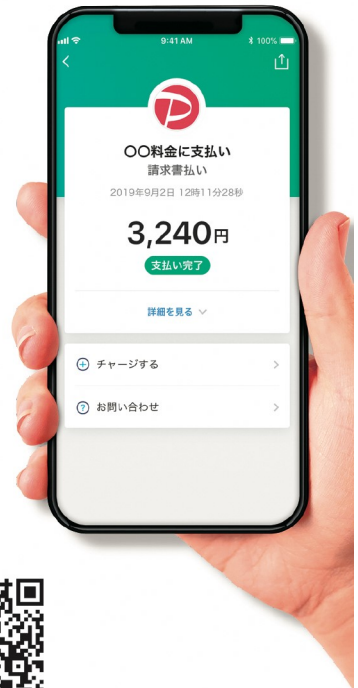 9:41 AM
100%
〇〇料金に支払い
請求書払い
2019年9月2日 12時11分28秒
3,240円
支払い完了
詳細を見る
チャージする
お問い合わせ